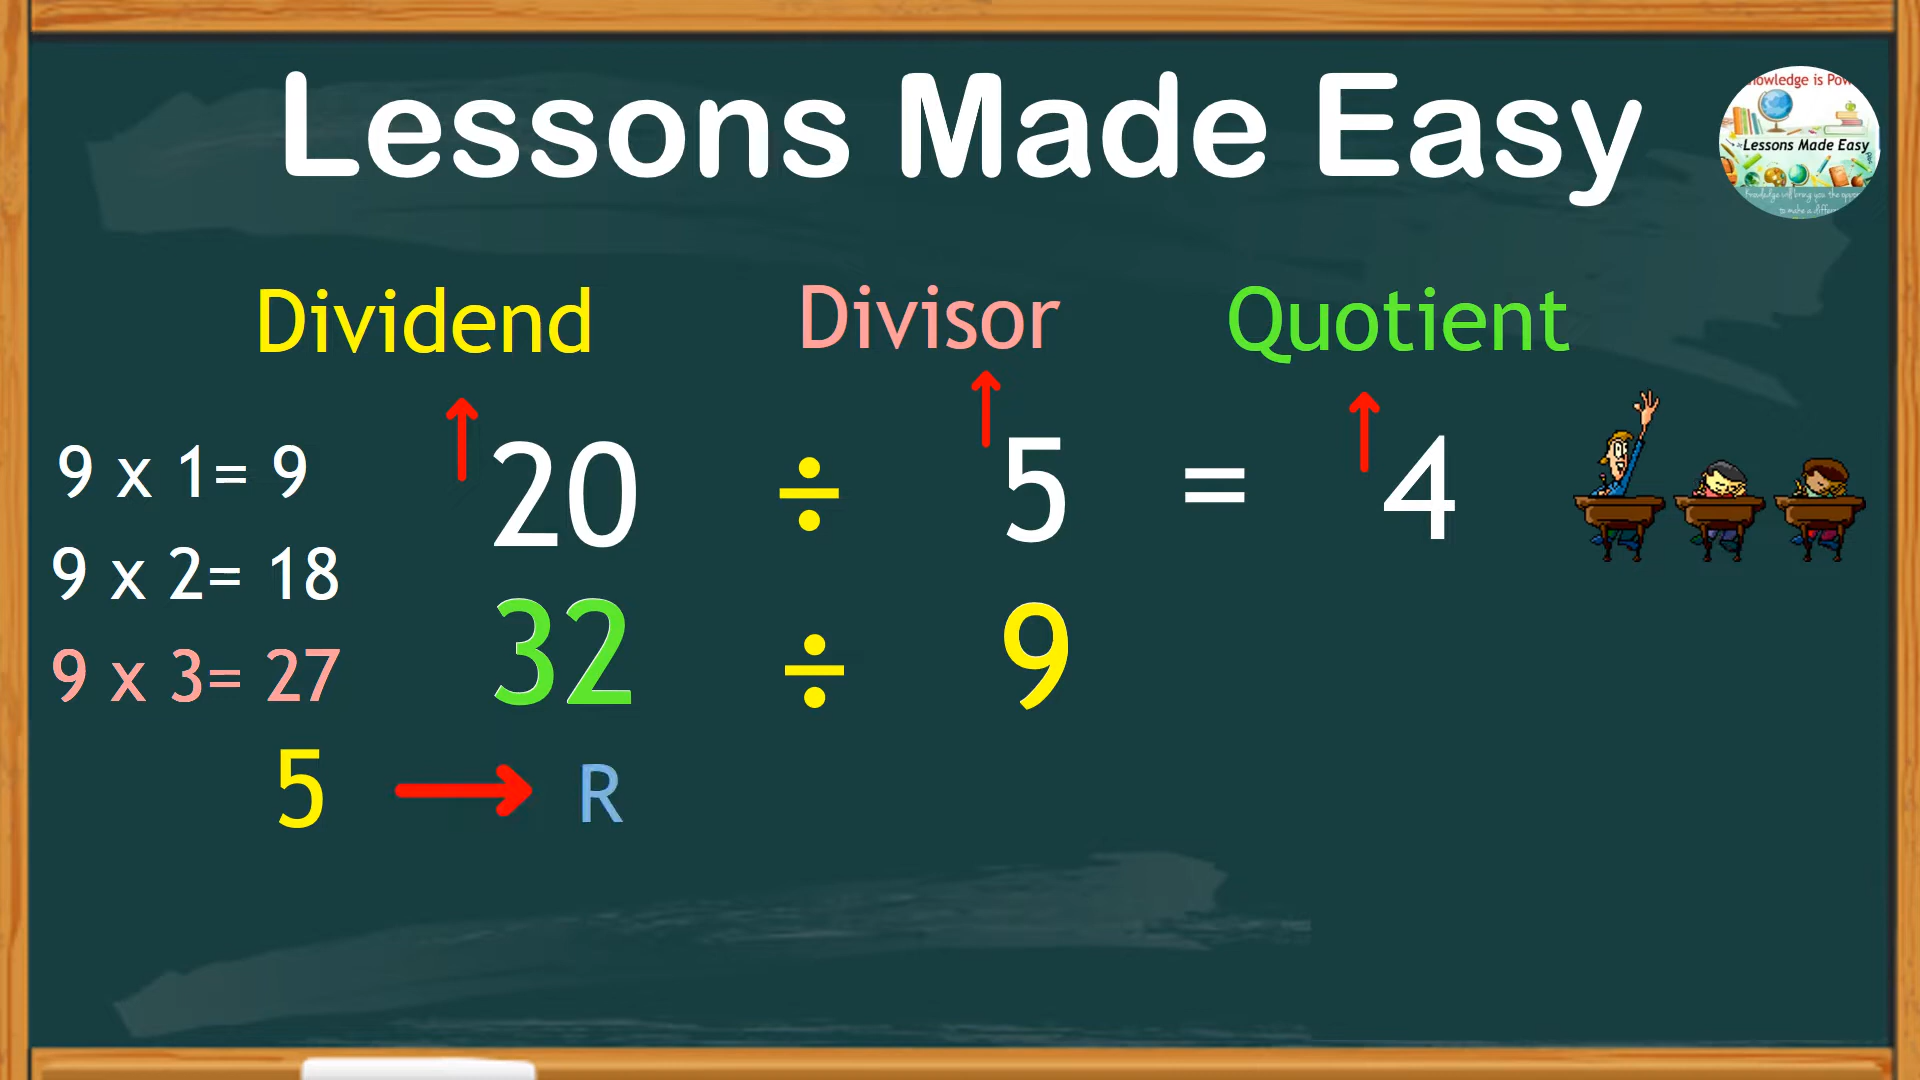 Lessons Made Easy
Lessons Made Easy
Dividend Divisor Quotient
20 ÷ 5 = 4
9 x 1= 9
9 x 2= 18
9 x 3= 27
32 ÷ 9
5 → R